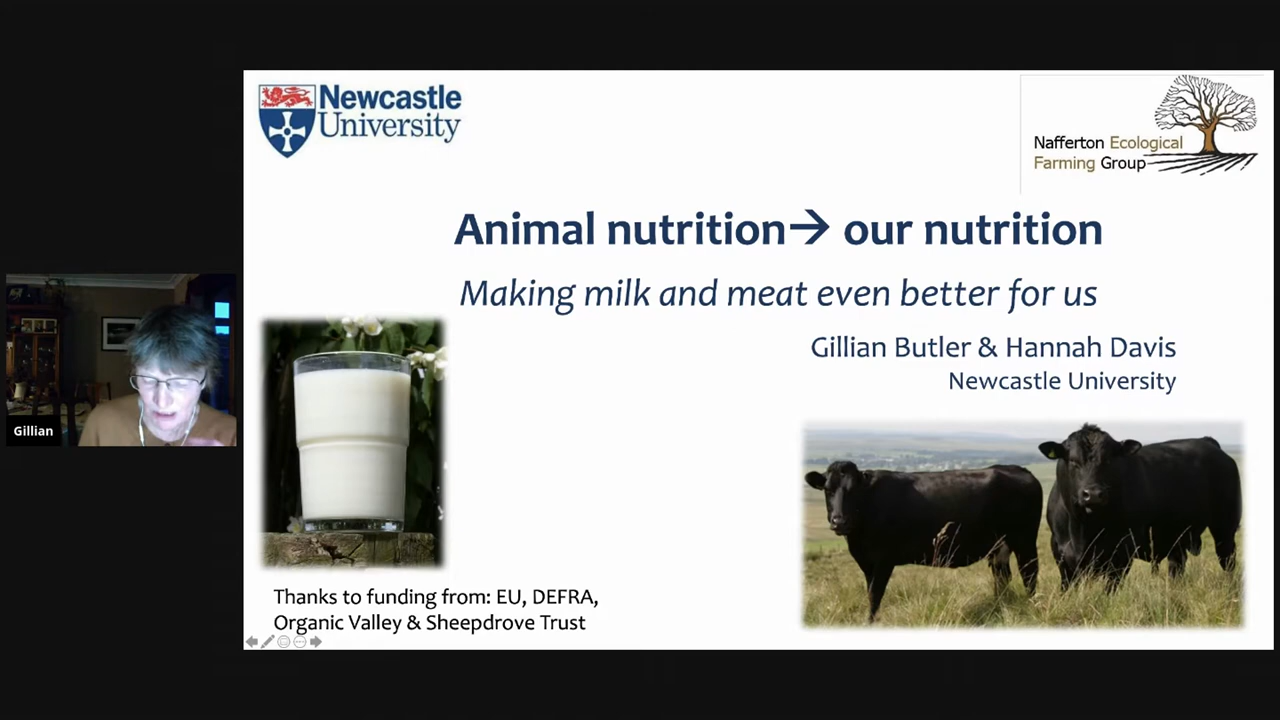 Newcastle
University
Nafferton Ecological
Farming Group
Animal nutrition→ our nutrition
Making milk and meat even better for us
Gillian Butler & Hannah Davis
Newcastle University
Gillian
Thanks to funding from: EU, DEFRA,
Organic Valley & Sheepdrove Trust